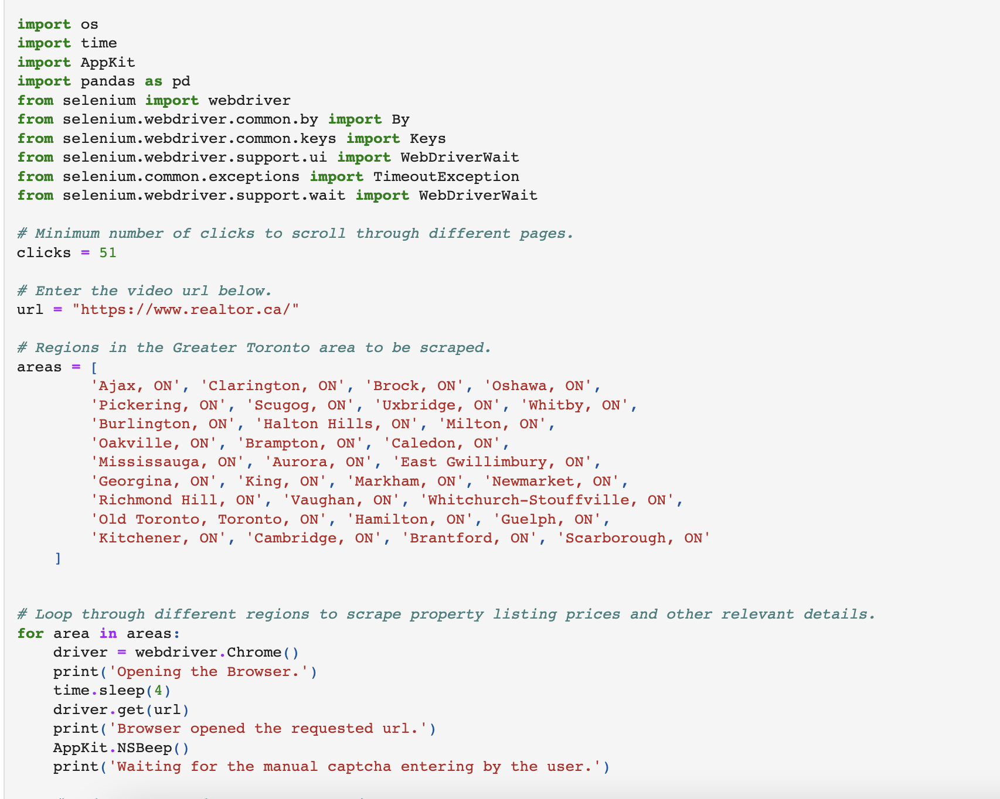 import os
import time
import AppKit
import pandas as pd
from selenium import webdriver
from selenium.webdriver.common.by import By
from selenium.webdriver.common.keys import Keys
from selenium.webdriver.support.ui import WebDriverWait
from selenium.common.exceptions import TimeoutException
from selenium.webdriver.support.wait import WebDriverWait

# Minimum number of clicks to scroll through different pages.
clicks = 51

# Enter the video url below.
url = "https://www.realtor.ca/"

# Regions in the Greater Toronto area to be scraped.
areas = [
        'Ajax, ON', 'Clarington, ON', 'Brock, ON', 'Oshawa, ON',
        'Pickering, ON', 'Scugog, ON', 'Uxbridge, ON', 'Whitby, ON',
        'Burlington, ON', 'Halton Hills, ON', 'Milton, ON',
        'Oakville, ON', 'Brampton, ON', 'Caledon, ON',
        'Mississauga, ON', 'Aurora, ON', 'East Gwillimbury, ON',
        'Georgina, ON', 'King, ON', 'Markham, ON', 'Newmarket, ON',
        'Richmond Hill, ON', 'Vaughan, ON', 'Whitchurch-Stouffville, ON',
        'Old Toronto, Toronto, ON', 'Hamilton, ON', 'Guelph, ON',
        'Kitchener, ON', 'Cambridge, ON', 'Brantford, ON', 'Scarborough, ON'
    ]

# Loop through different regions to scrape property listing prices and other relevant details.
for area in areas:
    driver = webdriver.Chrome()
    print('Opening the Browser.')
    time.sleep(4)
    driver.get(url)
    print('Browser opened the requested url.')
    AppKit.NSBeep()
    print('Waiting for the manual captcha entering by the user.')